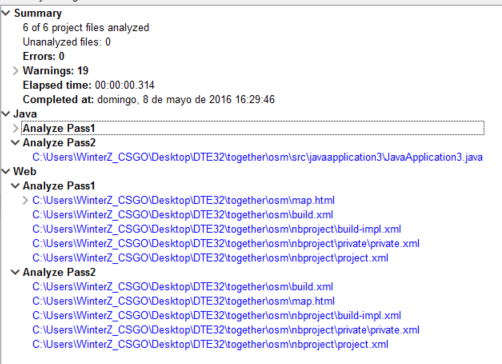 Summary
6 of 6 project files analyzed
Unanalyzed files: 0
Errors: 0
Warnings: 19
Elapsed time: 00:00:00.314
Completed at: domingo, 8 de mayo de 2016 16:29:46
Java
Analyze Pass1
Analyze Pass2
C:\Users\WinterZ_CSGO\Desktop\DTE32\together\osm\src\javaapplication3\JavaApplication3.java
Web
Analyze Pass1
C:\Users\WinterZ_CSGO\Desktop\DTE32\together\osm\map.html
C:\Users\WinterZ_CSGO\Desktop\DTE32\together\osm\build.xml
C:\Users\WinterZ_CSGO\Desktop\DTE32\together\osm\nbproject\build-impl.xml
C:\Users\WinterZ_CSGO\Desktop\DTE32\together\osm\nbproject\private\private.xml
C:\Users\WinterZ_CSGO\Desktop\DTE32\together\osm\nbproject\project.xml
Analyze Pass2
C:\Users\WinterZ_CSGO\Desktop\DTE32\together\osm\build.xml
C:\Users\WinterZ_CSGO\Desktop\DTE32\together\osm\map.html
C:\Users\WinterZ_CSGO\Desktop\DTE32\together\osm\nbproject\build-impl.xml
C:\Users\WinterZ_CSGO\Desktop\DTE32\together\osm\nbproject\private\private.xml
C:\Users\WinterZ_CSGO\Desktop\DTE32\together\osm\nbproject\project.xml